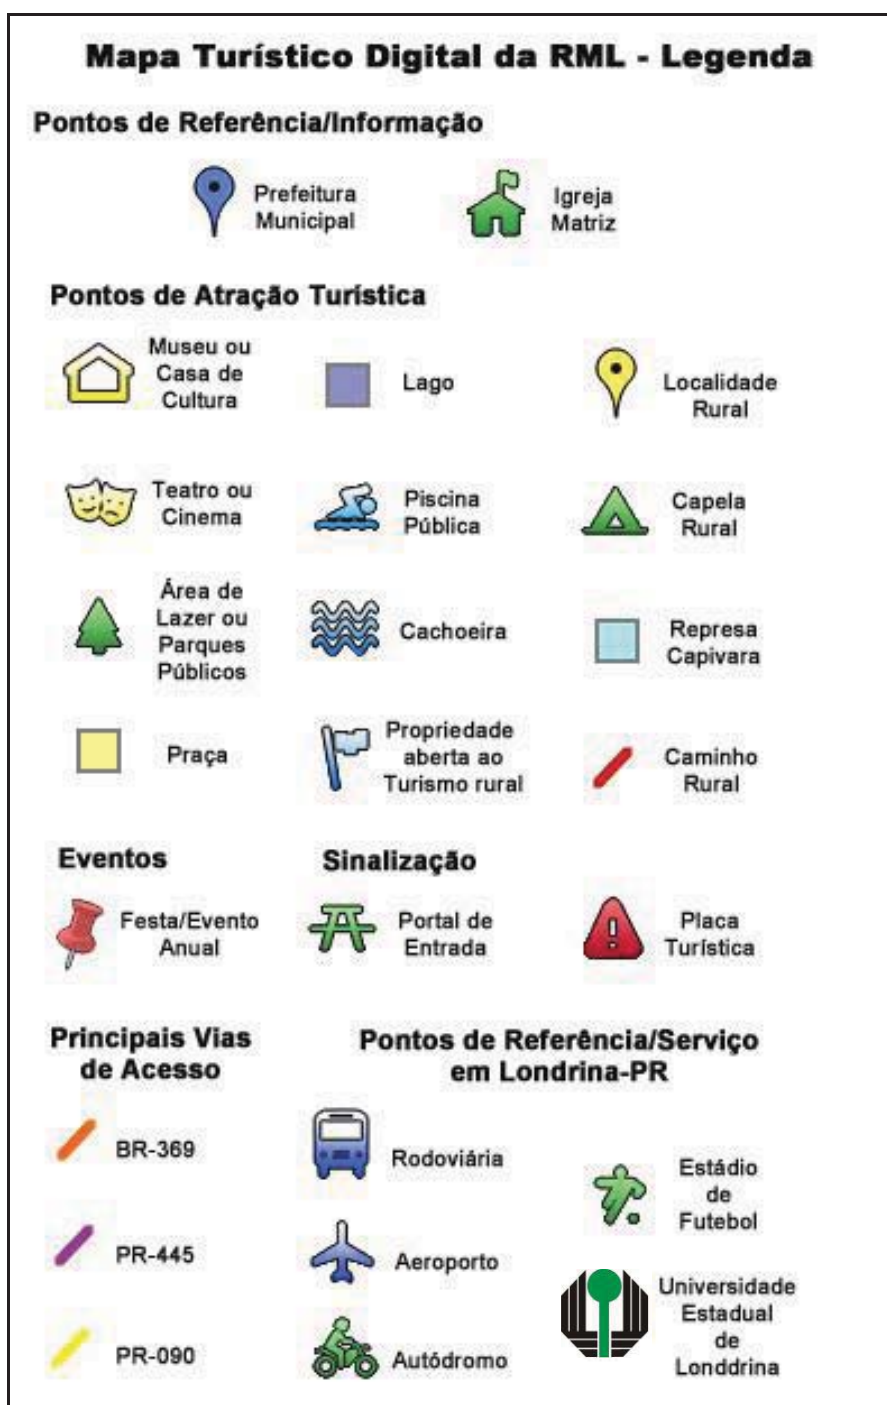 Mapa Turístico Digital da RML - Legenda
Pontos de Referência/Informação
Prefeitura
Municipal
Igreja
Matriz
Pontos de Atração Turística
Museu ou
Casa de
Cultura
Lago
Localidade
Rural
Teatro ou
Cinema
Piscina
Pública
Capela
Rural
Área de
Lazer ou
Parques
Públicos
Cachoeira
Represa
Capivara
Praça
Propriedade
aberta ao
Turismo rural
Caminho
Rural
Eventos
Festa/Evento
Anual
Sinalização
Portal de
Entrada
Placa
Turística
Principais Vias
de Acesso
BR-369
PR-445
PR-090
Pontos de Referência/Serviço
em Londrina-PR
Rodoviária
Estádio
de
Futebol
Aeroporto
Universidade
Estadual
de
Londdrina
Autódromo